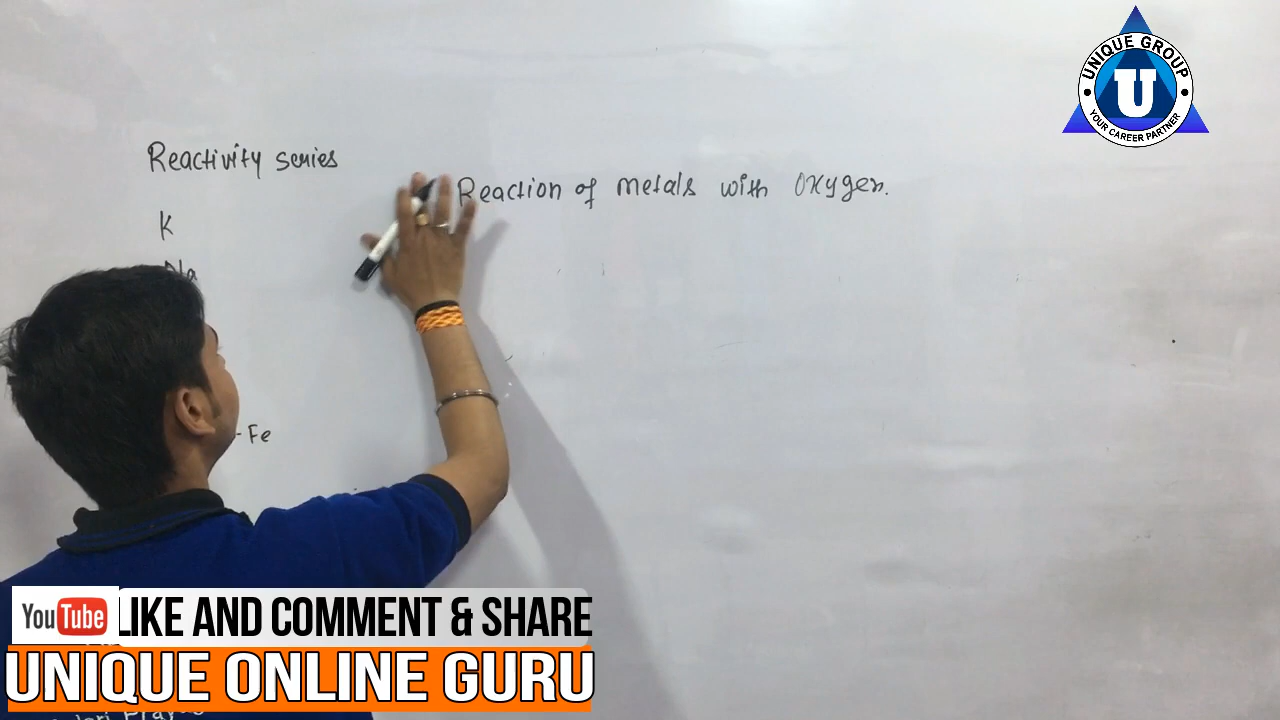 UNIQUE GROUP
U
YOUR CAREER PARTNER
Reactivity series
Reaction of metals with Oxygen.
K
Na
-Fe
YouTube LIKE AND COMMENT & SHARE
UNIQUE ONLINE GURU